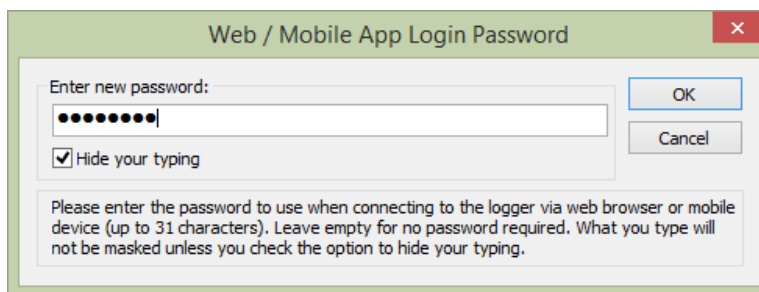 Web / Mobile App Login Password
Enter new password:
●●●●●●●●
OK
Hide your typing
Cancel
Please enter the password to use when connecting to the logger via web browser or mobile
device (up to 31 characters). Leave empty for no password required. What you type will
not be masked unless you check the option to hide your typing.